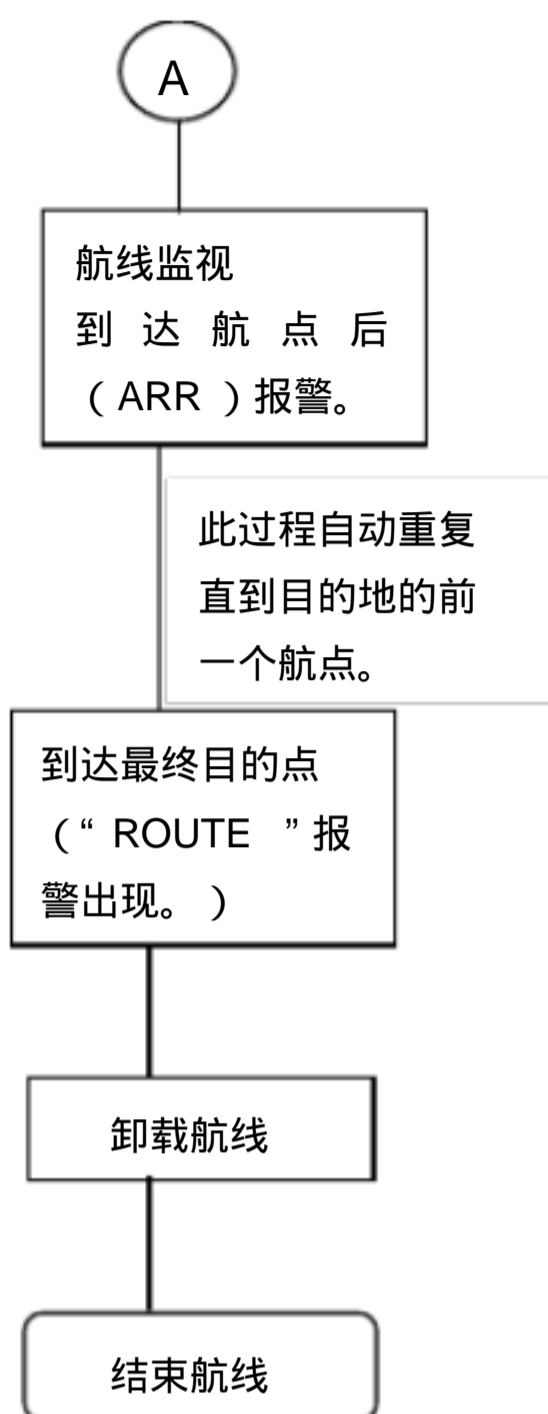 A
航线监视
到达航点后
（ARR）报警。
此过程自动重复
直到目的地的前
一个航点。
到达最终目的点
（“ROUTE”报
警出现。）
卸载航线
结束航线